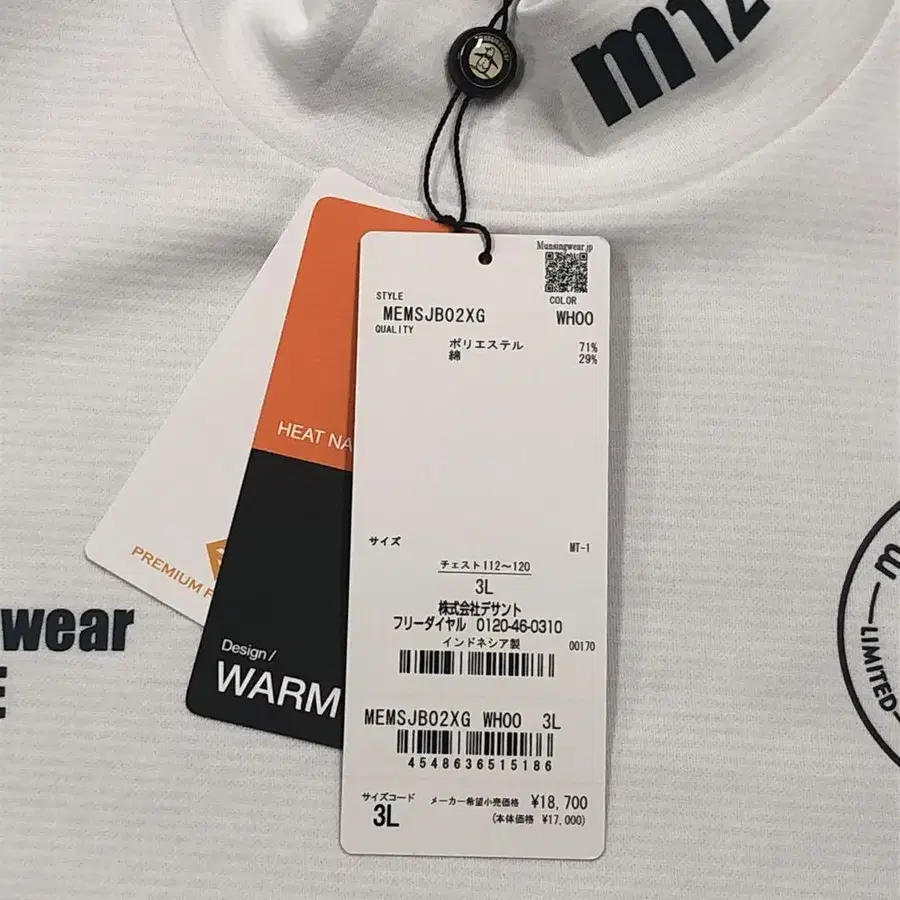 m12
Munsingwear.jp
STYLE
COLOR
MEMSJB02XG
WH00
QUALITY
ポリエステル 71%
綿 29%
HEAT NA
サイズ
MT-1
チェスト112～120
3L
株式会社デサント
フリーダイヤル 0120-46-0310
インドネシア製
00170
MEMSJB02XG WH00 3L
4548636515186
サイズコード
3L
メーカー希望小売価格 ¥18,700
(本体価格 ¥17,000)
PREMIUM F
Design/
WARM
wear
E
LIMITED